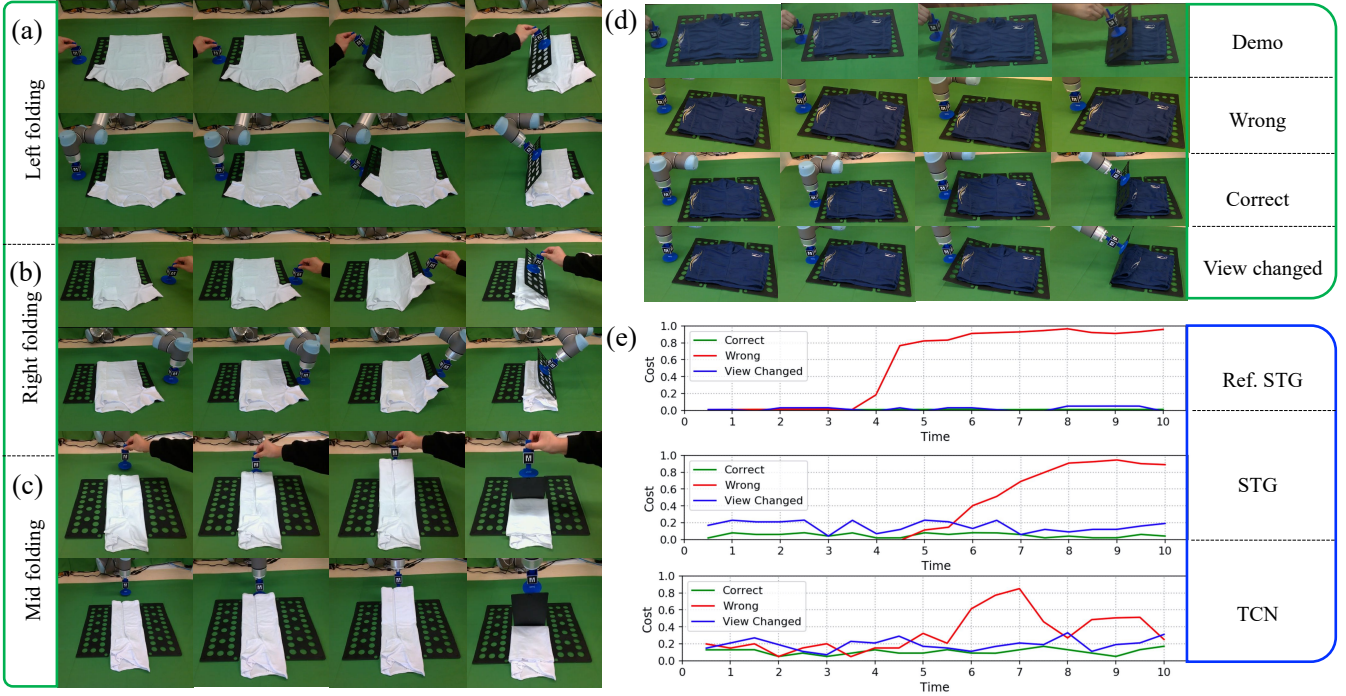 (a)
Left folding
(b)
Right folding
(c)
Mid folding
(d)
Demo
Wrong
Correct
View changed
(e)
Cost
1.0
0.8
0.6
0.4
0.2
0.0
Correct
Wrong
View Changed
0 1 2 3 4 5 6 7 8 9 10
Time
Ref. STG
Cost
1.0
0.8
0.6
0.4
0.2
0.0
Correct
Wrong
View Changed
0 1 2 3 4 5 6 7 8 9 10
Time
STG
Cost
1.0
0.8
0.6
0.4
0.2
0.0
Correct
Wrong
View Changed
0 1 2 3 4 5 6 7 8 9 10
Time
TCN